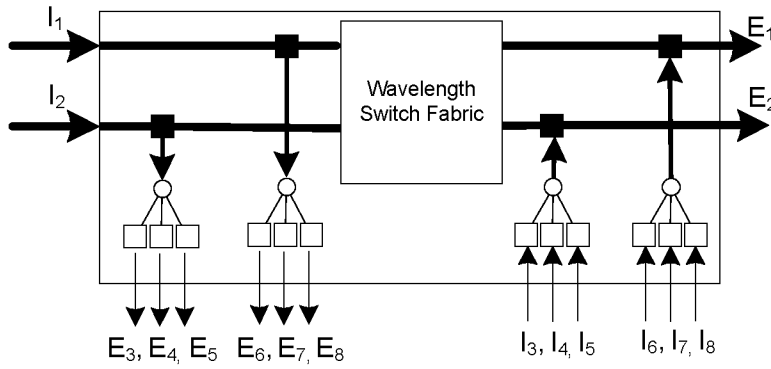 I1
E1
I2
E2
Wavelength
Switch Fabric
E3, E4, E5
E6, E7, E8
I3, I4, I5
I6, I7, I8